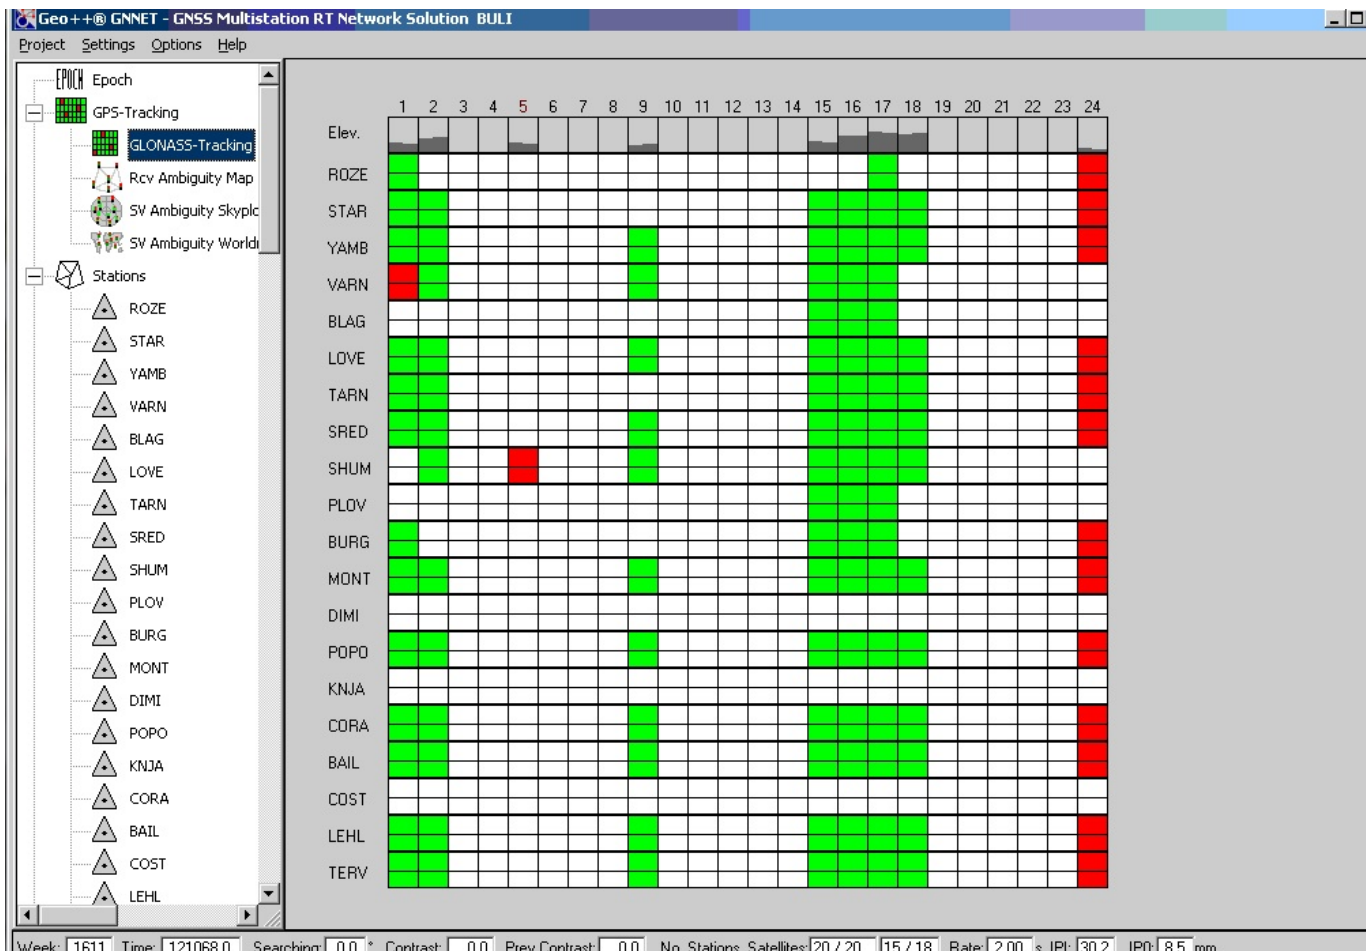 Geo++® GNNET - GNSS Multistation RT Network Solution BULI
Project Settings Options Help
EPOCH Epoch
GPS-Tracking
GLONASS-Tracking
Rcv Ambiguity Map
SV Ambiguity Skyplo
SV Ambiguity World
Stations
ROZE
STAR
YAMB
VARN
BLAG
LOVE
TARN
SRED
SHUM
PLOV
BURG
MONT
DIMI
POPO
KNJA
CORA
BAIL
COST
LEHL
1 2 3 4 5 6 7 8 9 10 11 12 13 14 15 16 17 18 19 20 21 22 23 24
Elev.
ROZE
STAR
YAMB
VARN
BLAG
LOVE
TARN
SRED
SHUM
PLOV
BURG
MONT
DIMI
POPO
KNJA
CORA
BAIL
COST
LEHL
TERV
Week: 1611 Time: 121068.0 Searching: 0.0 ° Contrast: 0.0 Prev Contrast: 0.0 No. Stations, Satellites: 20 / 20 15 / 18 Rate: 2.00 s IPI: 30.2 IP0: 8.5 mm